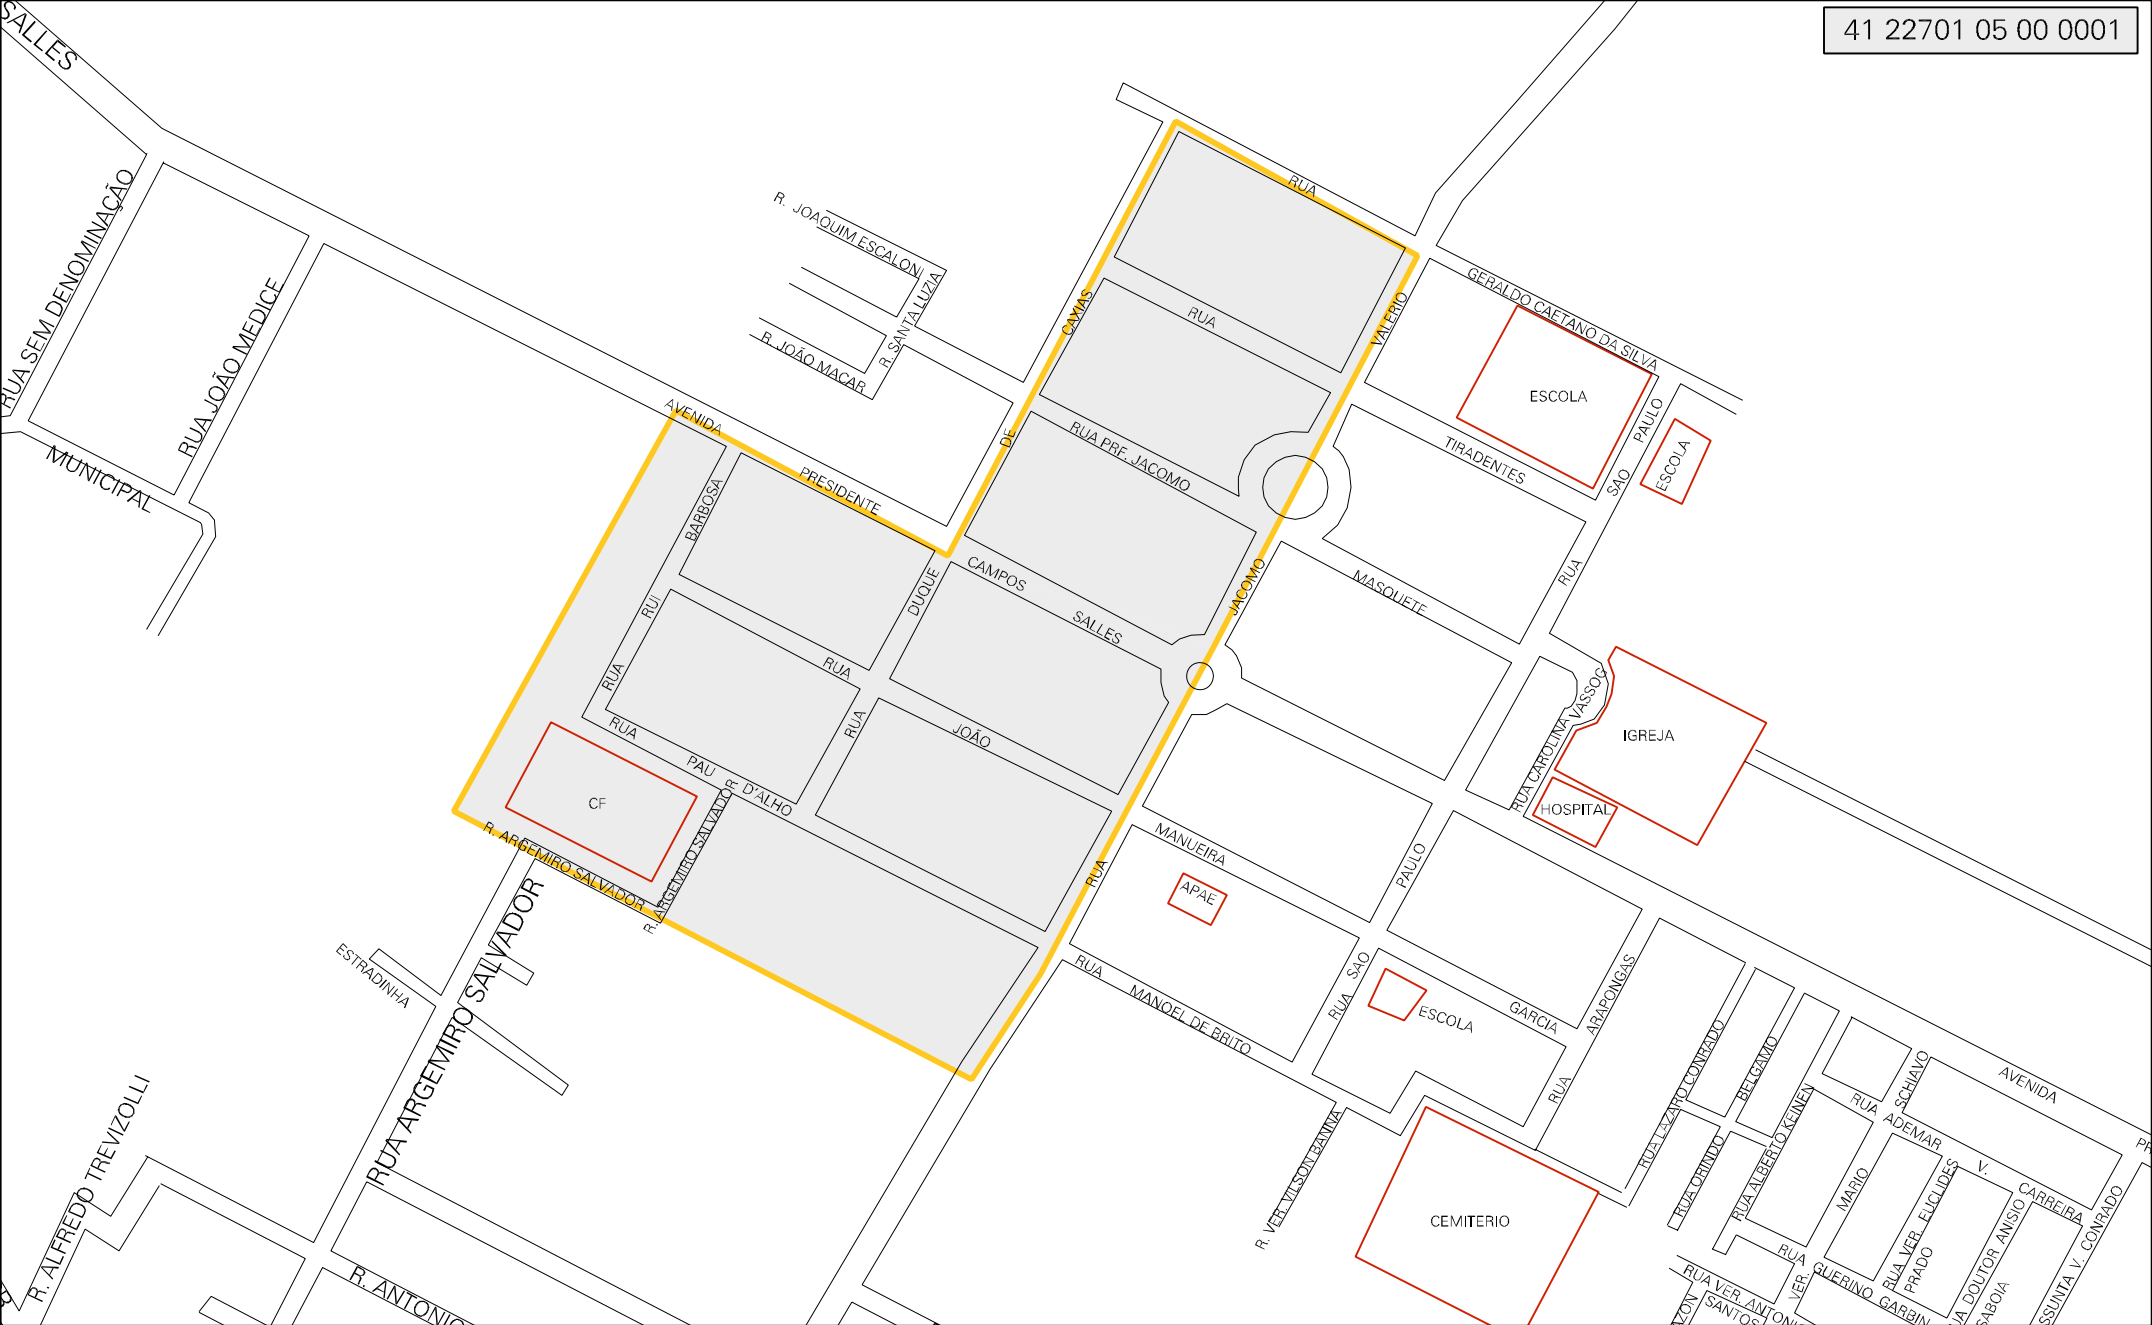 41 22701 05 00 0001
SALLES
RUA SEM DENOMINAÇÃO
RUA JOÃO MEDICE
MUNICIPAL
R. JOAQUIM ESCALONI
R. SANTA LUZIA
R. JOÃO MACAR
RUA
GERALDO CAETANO DA SILVA
CAXIAS
RUA
VALERIO
ESCOLA
PAULO
ESCOLA
SAO
AVENIDA
PRESIDENTE
DE
RUA PRF. JACOMO
TIRADENTES
BARBOSA
RUI
RUA
DUQUE
CAMPOS
SALLES
JACOMO
MASQUETE
RUA
RUA
RUA
JOÃO
RUA
PAU
D'ALHO
CF
R. ARGEMIRO SALVADOR
R. ARGEMIRO SALVADOR
RUA CAROLINA
VASSOG
IGREJA
HOSPITAL
RUA
MANUEIRA
PAULO
APAE
RUA
MANOEL DE BRITO
RUA
SAO
ESCOLA
GARCIA
ARAPONGAS
RUA
ESTRADINHA
RUA ARGEMIRO SALVADOR
R. ALFREDO TREVIZOLLI
R. ANTONIO
R. VER. VILSON BANNA
CEMITERIO
RUA LAZARO CONRADO
BELGAMO
RUA ORINDO
RUA ALBERTO KEINEN
SCHIAVO
AVENIDA
RUA
ADEMAR
V.
CARREIRA
MARIO
VER.
RUA VER. EUCLIDES
PRADO
RUA
GUERINO GARBIN
RUA VER. ANTONIO
SANTOS
DOUTOR ANISIO
SABOIA
SSUNTA V. CONRADO
PR